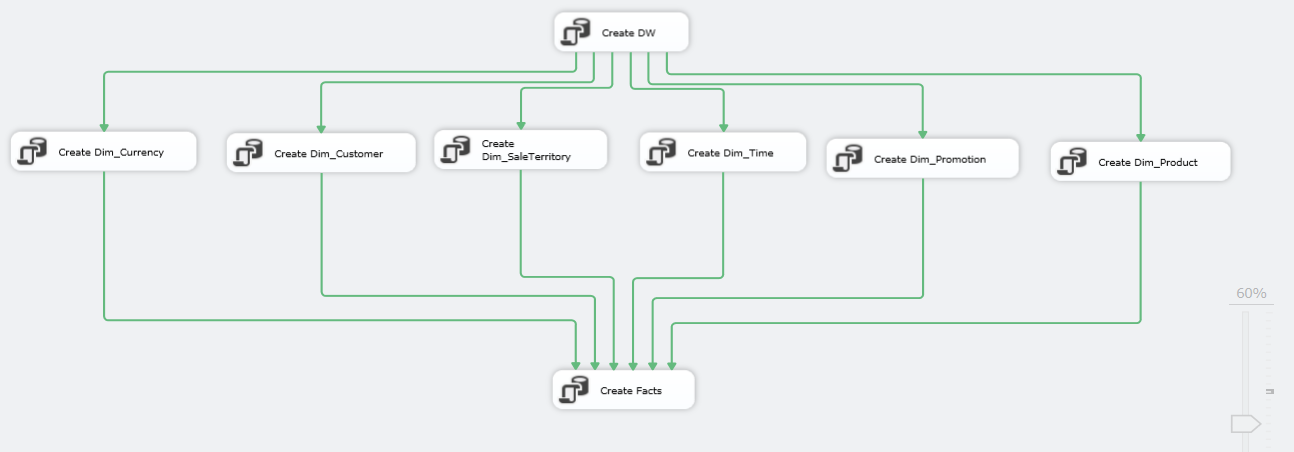 Create DW
Create Dim_Currency
Create Dim_Customer
Create
Dim_SaleTerritory
Create Dim_Time
Create Dim_Promotion
Create Dim_Product
60%
Create Facts